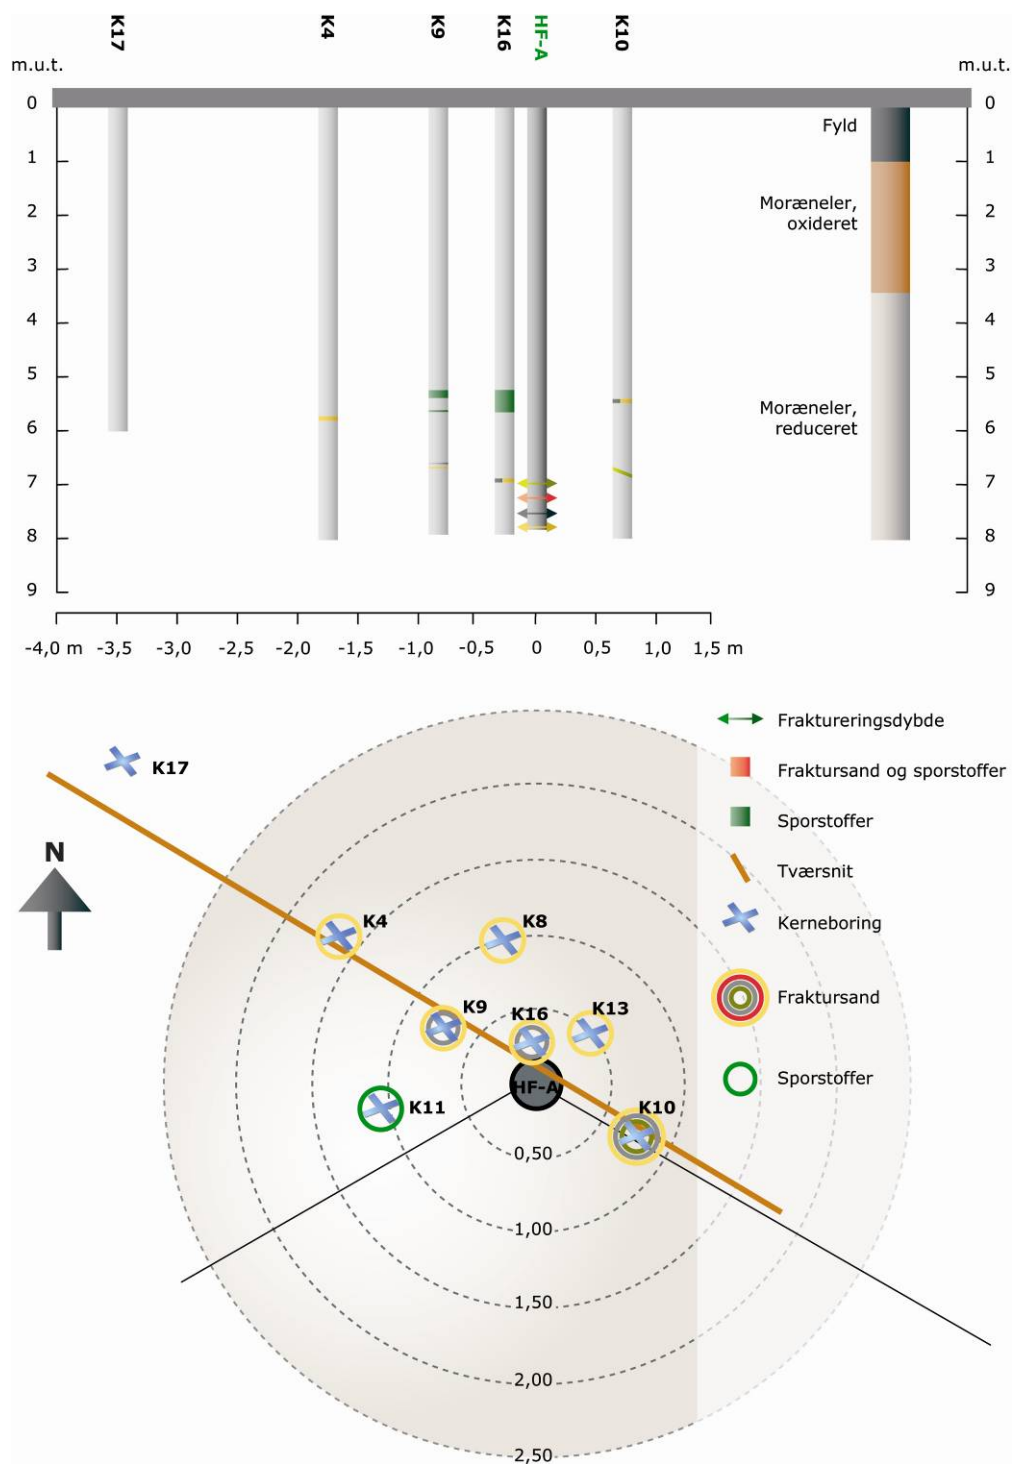 K17
K4
K9
K16
HF-A
K10
m.u.t.
m.u.t.
0
1
2
3
4
5
6
7
8
9
Fyld
Moræneler,
oxideret
Moræneler,
reduceret
0
1
2
3
4
5
6
7
8
9
-4,0 m -3,5 -3,0 -2,5 -2,0 -1,5 -1,0 -0,5 0 0,5 1,0 1,5 m
K17
N
K4
K8
K9
K16
K13
HF-A
K11
K10
0,50
1,00
1,50
2,00
2,50
Fraktureringsdybde
Fraktursand og sporstoffer
Sporstoffer
Tværsnit
Kerneboring
Fraktursand
Sporstoffer